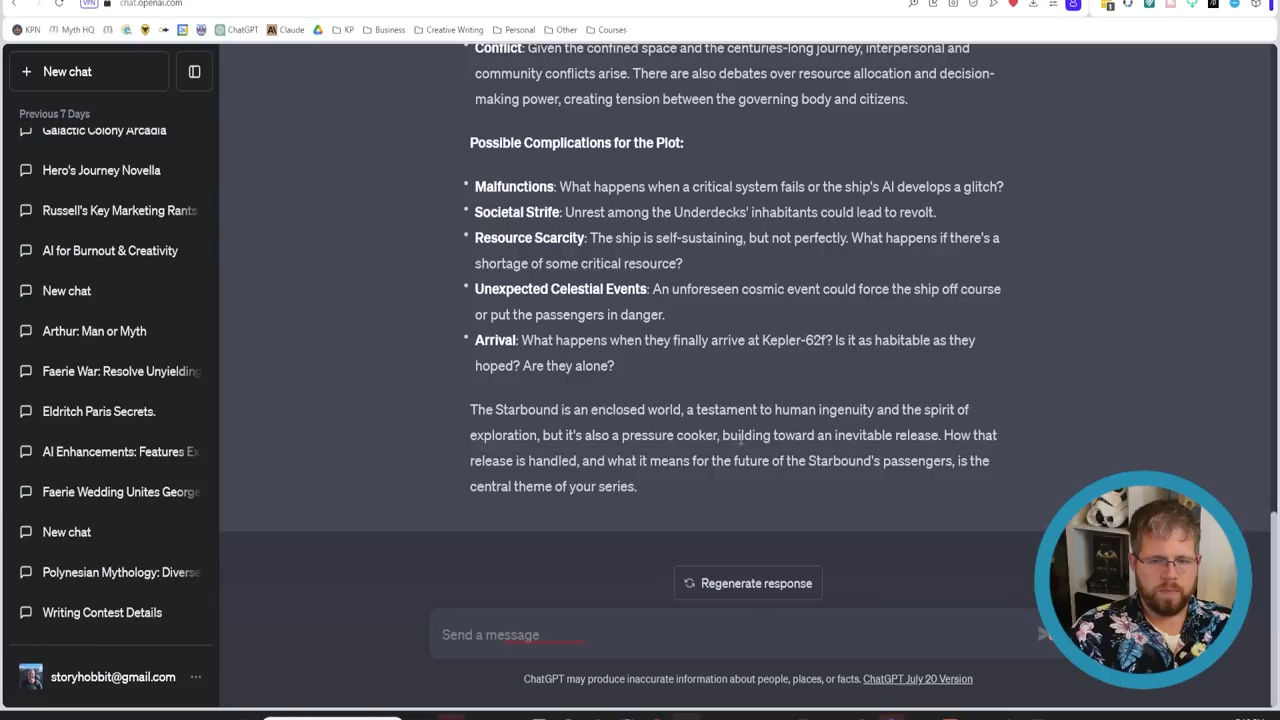 chat.openai.com
VPN
KPN Myth HQ ChatGPT Claude KP Business Creative Writing Personal Other Courses
New chat
Previous 7 Days
Galactic Colony Arcadia
Hero's Journey Novella
Russell's Key Marketing Rants
AI for Burnout & Creativity
New chat
Arthur: Man or Myth
Faerie War: Resolve Unyielding
Eldritch Paris Secrets.
AI Enhancements: Features Ex
Faerie Wedding Unites George
New chat
Polynesian Mythology: Diverse
Writing Contest Details
storyhobbit@gmail.com
Conflict: Given the confined space and the centuries-long journey, interpersonal and
community conflicts arise. There are also debates over resource allocation and decision-
making power, creating tension between the governing body and citizens.
Possible Complications for the Plot:
• Malfunctions: What happens when a critical system fails or the ship's AI develops a glitch?
• Societal Strife: Unrest among the Underdecks' inhabitants could lead to revolt.
• Resource Scarcity: The ship is self-sustaining, but not perfectly. What happens if there's a
shortage of some critical resource?
• Unexpected Celestial Events: An unforeseen cosmic event could force the ship off course
or put the passengers in danger.
• Arrival: What happens when they finally arrive at Kepler-62f? Is it as habitable as they
hoped? Are they alone?
The Starbound is an enclosed world, a testament to human ingenuity and the spirit of
exploration, but it's also a pressure cooker, building toward an inevitable release. How that
release is handled, and what it means for the future of the Starbound's passengers, is the
central theme of your series.
Regenerate response
Send a message
ChatGPT may produce inaccurate information about people, places, or facts. ChatGPT July 20 Version